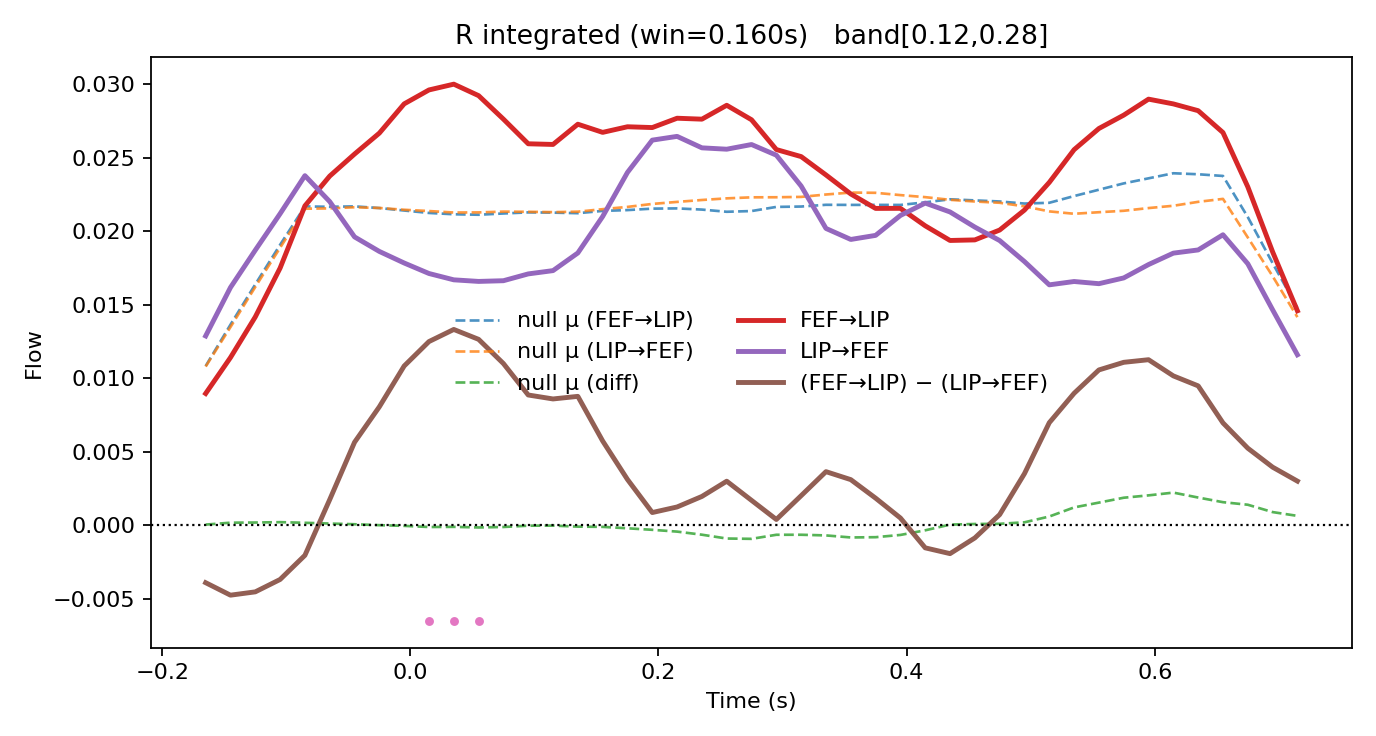 R integrated (win=0.160s)   band[0.12,0.28]
0.030
0.025
0.020
0.015
0.010
0.005
0.000
−0.005
Flow
null μ (FEF→LIP)
null μ (LIP→FEF)
null μ (diff)
FEF→LIP
LIP→FEF
(FEF→LIP) − (LIP→FEF)
−0.2 0.0 0.2 0.4 0.6
Time (s)